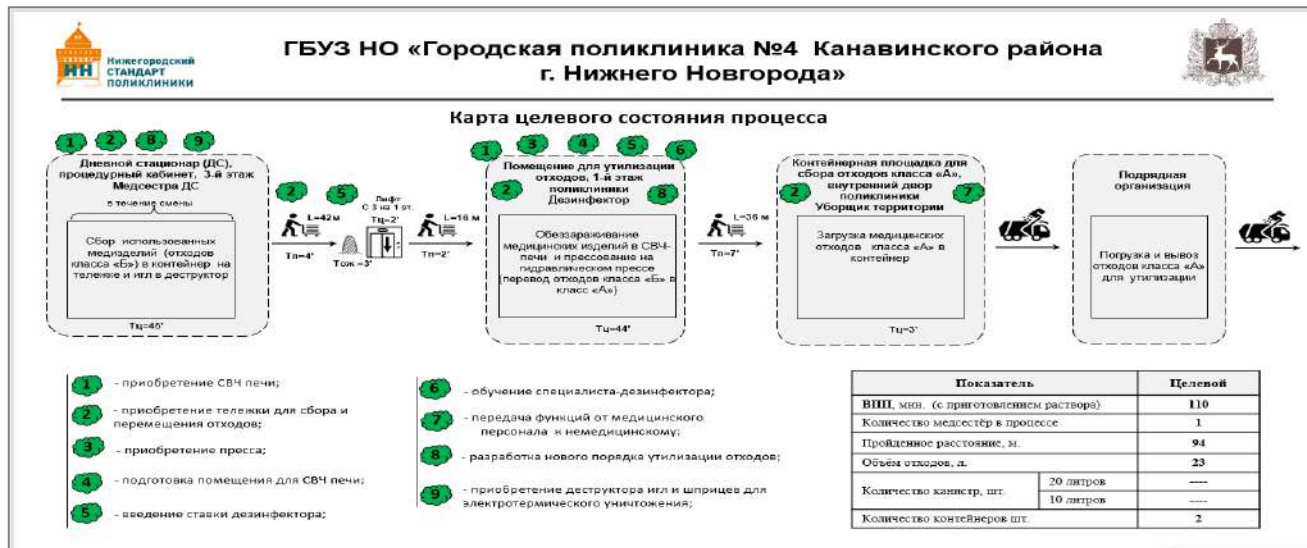 Нижегородский
СТАНДАРТ
ПОЛИКЛИНИКИ
НН
ГБУЗ НО «Городская поликлиника №4 Канавинского района
г. Нижнего Новгорода»
Карта целевого состояния процесса
1 2 8 9
Дневной стационар (ДС),
процедурный кабинет, 3-й этаж
Медсестра ДС
в течение смены
Сбор использованных
медизделий (отходов
класса «Б») в контейнер на
тележке и игл в деструктор
Тц=45'
2
L=42м
Тп=4'
5
Лифт
С 3 на 1 эт.
Тц=2'
Тож =3'
L=16 м
Тп=2'
1 3 4 5 6
Помещение для утилизации
отходов, 1-й этаж
поликлиники
Дезинфектор
2 8
Обеззараживание
медицинских изделий в СВЧ-
печи и прессование на
гидравлическом прессе
(перевод отходов класса «Б» в
класс «А»)
Тц=44'
L=36 м
Тп=7'
Контейнерная площадка для
сбора отходов класса «А»,
внутренний двор
поликлиники
Уборщик территории
2 7
Загрузка медицинских
отходов класса «А» в
контейнер
Тц=3'
Подрядная
организация
Погрузка и вывоз
отходов класса «А»
для утилизации
1 - приобретение СВЧ печи;
2 - приобретение тележки для сбора и
перемещения отходов;
3 - приобретение пресса;
4 - подготовка помещения для СВЧ печи;
5 - введение ставки дезинфектора;
6 - обучение специалиста-дезинфектора;
7 - передача функций от медицинского
персонала к немедицинскому;
8 - разработка нового порядка утилизации отходов;
9 - приобретение деструктора игл и шприцев для
электротермического уничтожения;
Показатель Целевой
ВПП, мин. (с приготовлением раствора) 110
Количество медсестёр в процессе 1
Пройденное расстояние, м. 94
Объём отходов, л. 23
Количество канистр, шт. 20 литров ----
10 литров ----
Количество контейнеров шт. 2